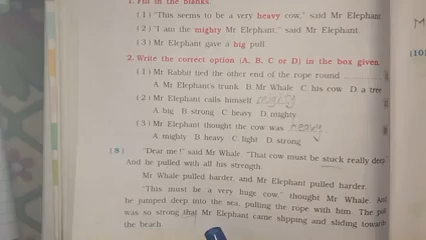 1. Fill in the blanks.
(1) "This seems to be a very heavy cow," said Mr Elephant.
(2) "I am the mighty Mr Elephant," said Mr Elephant.
(3) Mr Elephant gave a big pull.
2. Write the correct option (A, B, C or D) in the box given.
(1) Mr Rabbit tied the other end of the rope round
A. Mr Elephant's trunk B. Mr Whale C. his cow D. a tree
(2) Mr Elephant calls himself mighty
A. big B. strong C. heavy D. mighty
(3) Mr Elephant thought the cow was heavy
A. mighty B. heavy C. light D. strong
(8) "Dear me!" said Mr Whale. "That cow must be stuck really deep."
And he pulled with all his strength.
Mr Whale pulled harder, and Mr Elephant pulled harder.
"This must be a very huge cow," thought Mr Whale. And
he jumped deep into the sea, pulling the rope with him. The pull
was so strong that Mr Elephant came slipping and sliding towards
the beach.
M
(10)